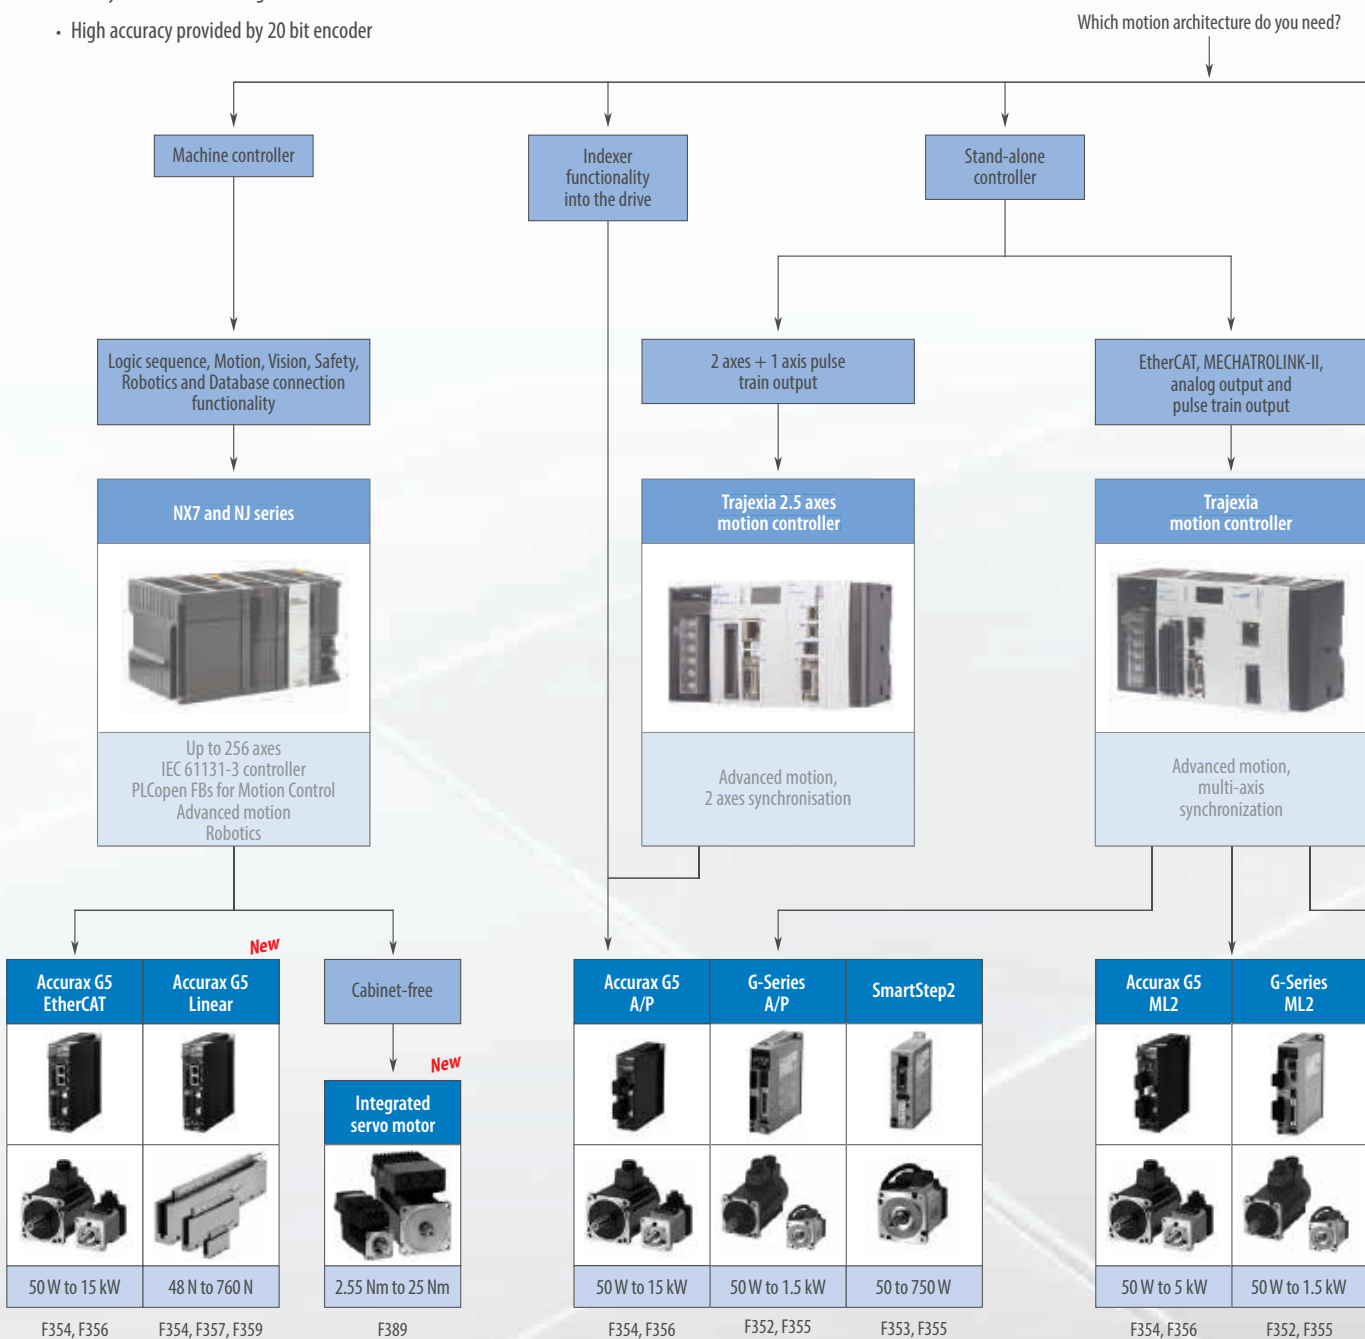 • High accuracy provided by 20 bit encoder
Which motion architecture do you need?
Machine controller
Indexer
functionality
into the drive
Stand-alone
controller
Logic sequence, Motion, Vision, Safety,
Robotics and Database connection
functionality
2 axes + 1 axis pulse
train output
EtherCAT, MECHATROLINK-II,
analog output and
pulse train output
NX7 and NJ series
Trajexia 2.5 axes
motion controller
Trajexia
motion controller
Up to 256 axes
IEC 61131-3 controller
PLCopen FBs for Motion Control
Advanced motion
Robotics
Advanced motion,
2 axes synchronisation
Advanced motion,
multi-axis
synchronization
New
Accurax G5
EtherCAT
Accurax G5
Linear
Cabinet-free
Accurax G5
A/P
G-Series
A/P
SmartStep2
Accurax G5
ML2
G-Series
ML2
New
Integrated
servo motor
50 W to 15 kW
48 N to 760 N
2.55 Nm to 25 Nm
50 W to 15 kW
50 W to 1.5 kW
50 to 750 W
50 W to 5 kW
50 W to 1.5 kW
F354, F356
F354, F357, F359
F389
F354, F356
F352, F355
F353, F355
F354, F356
F352, F355